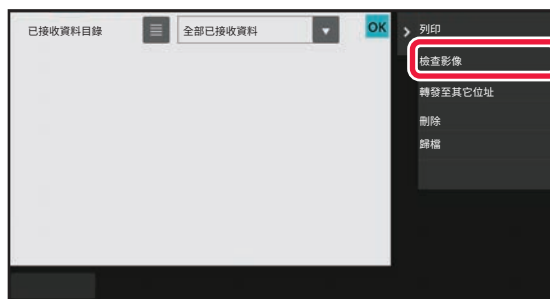 已接收資料目錄
全部已接收資料
OK
列印
檢查影像
轉發至其它位址
刪除
歸檔